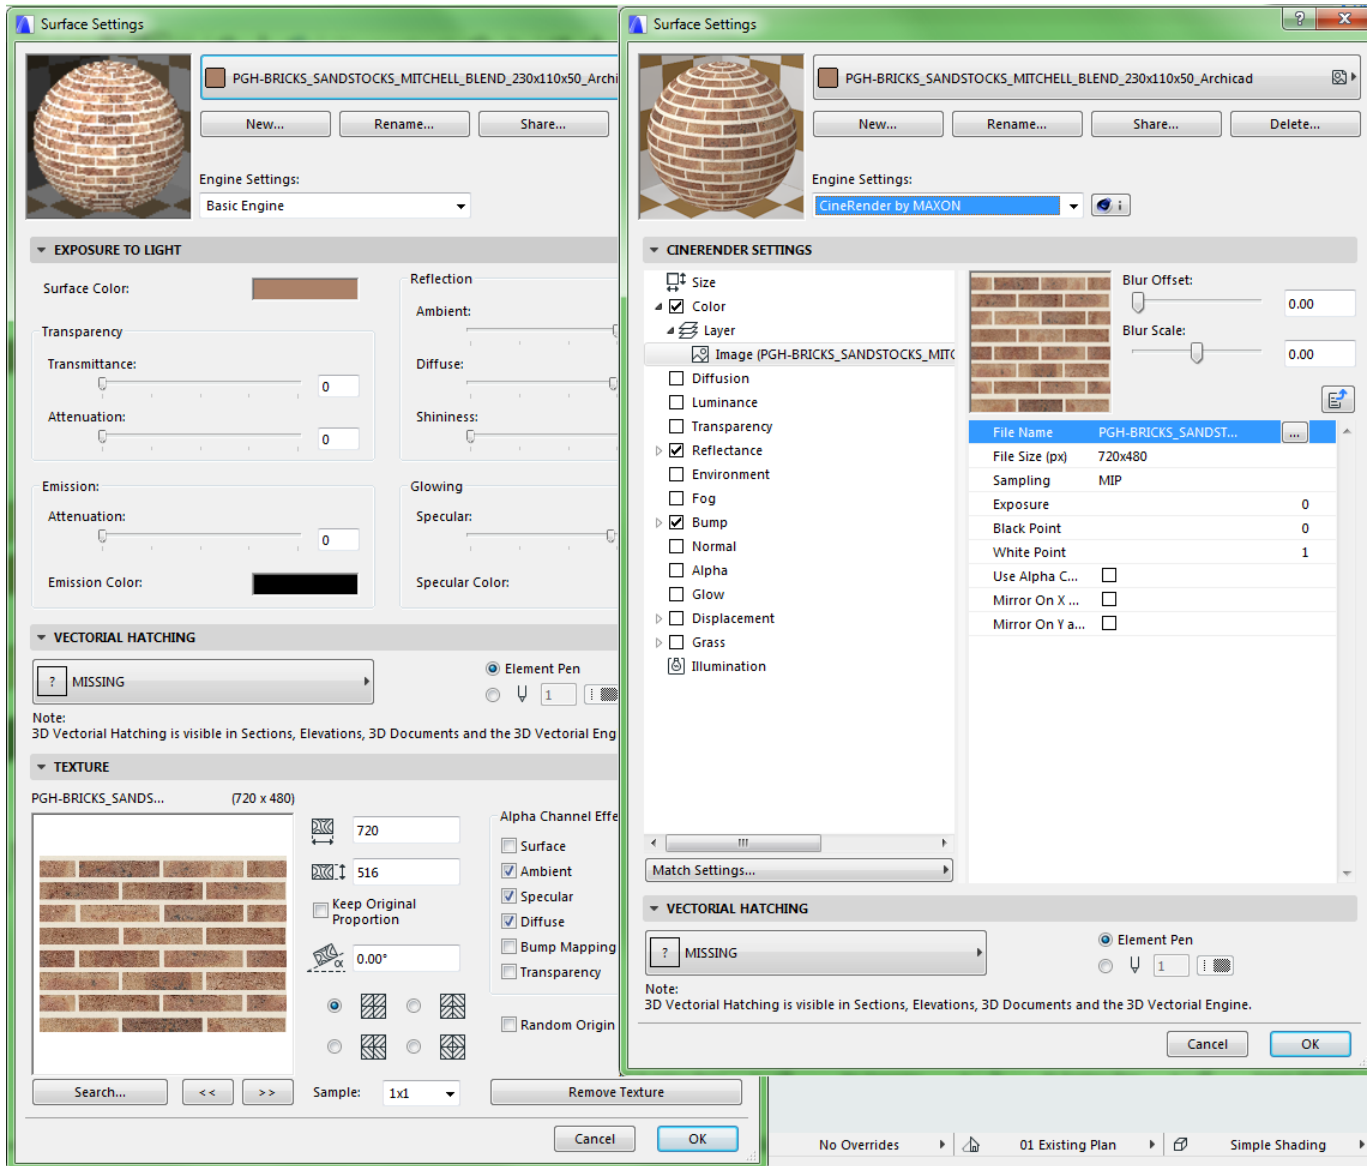 Surface Settings
PGH-BRICKS_SANDSTOCKS_MITCHELL_BLEND_230x110x50_Archi
New... Rename... Share...
Engine Settings:
Basic Engine
EXPOSURE TO LIGHT
Surface Color:
Transparency
Transmittance:
0
Attenuation:
0
Reflection
Ambient:
Diffuse:
Shininess:
Emission:
Attenuation:
0
Emission Color:
Glowing
Specular:
Specular Color:
VECTORIAL HATCHING
? MISSING
Element Pen
1
Note:
3D Vectorial Hatching is visible in Sections, Elevations, 3D Documents and the 3D Vectorial Eng
TEXTURE
PGH-BRICKS_SANDS... (720 x 480)
720
516
Keep Original
Proportion
α 0.00°
Alpha Channel Effe
Surface
Ambient
Specular
Diffuse
Bump Mapping
Transparency
Random Origin
Search... << >> Sample: 1x1 Remove Texture
Cancel OK
Surface Settings ? X
PGH-BRICKS_SANDSTOCKS_MITCHELL_BLEND_230x110x50_Archicad
New... Rename... Share... Delete...
Engine Settings:
CineRender by MAXON i
CINERENDER SETTINGS
Size
Color
Layer
Image (PGH-BRICKS_SANDSTOCKS_MITC
Diffusion
Luminance
Transparency
Reflectance
Environment
Fog
Bump
Normal
Alpha
Glow
Displacement
Grass
Illumination
Match Settings...
Blur Offset:
0.00
Blur Scale:
0.00
File Name PGH-BRICKS_SANDST... ...
File Size (px) 720x480
Sampling MIP
Exposure 0
Black Point 0
White Point 1
Use Alpha C...
Mirror On X ...
Mirror On Y a...
VECTORIAL HATCHING
? MISSING
Element Pen
1
Note:
3D Vectorial Hatching is visible in Sections, Elevations, 3D Documents and the 3D Vectorial Engine.
Cancel OK
No Overrides 01 Existing Plan Simple Shading